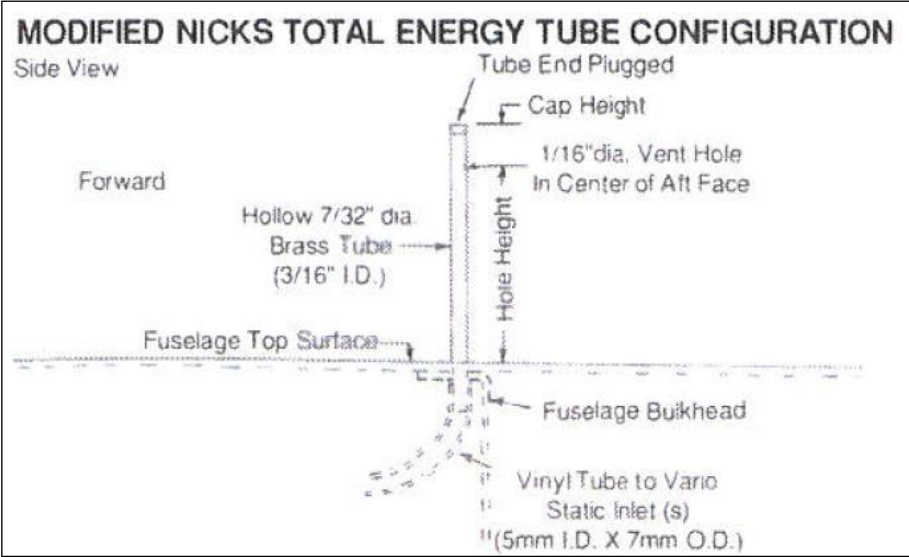 MODIFIED NICKS TOTAL ENERGY TUBE CONFIGURATION
Side View
Tube End Plugged
Cap Height
1/16"dia. Vent Hole
In Center of Aft Face
Forward
Hollow 7/32" dia.
Brass Tube
(3/16" I.D.)
Hole Height
Fuselage Top Surface
Fuselage Bulkhead
Vinyl Tube to Vario
Static Inlet (s)
(5mm I.D. X 7mm O.D.)